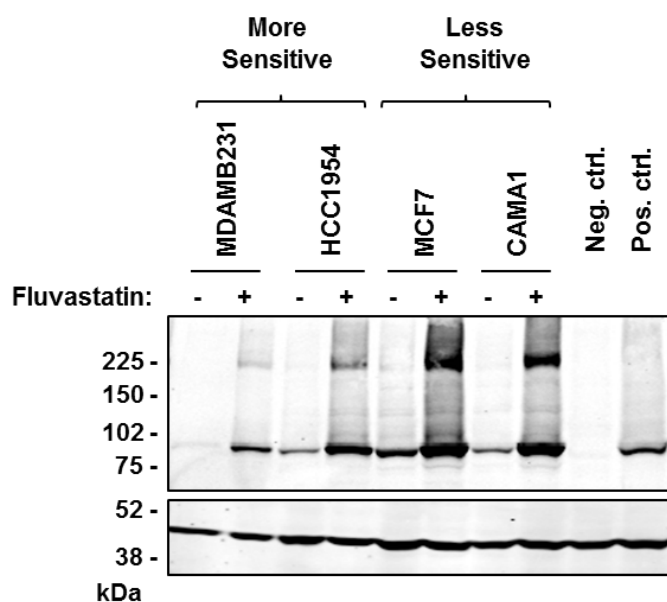 More Sensitive
Less Sensitive
MDAMB231
HCC1954
MCF7
CAMA1
Neg. ctrl.
Pos. ctrl.
Fluvastatin: - + - + - + - +
225 -
150 -
102 -
75 -
52 -
38 -
kDa